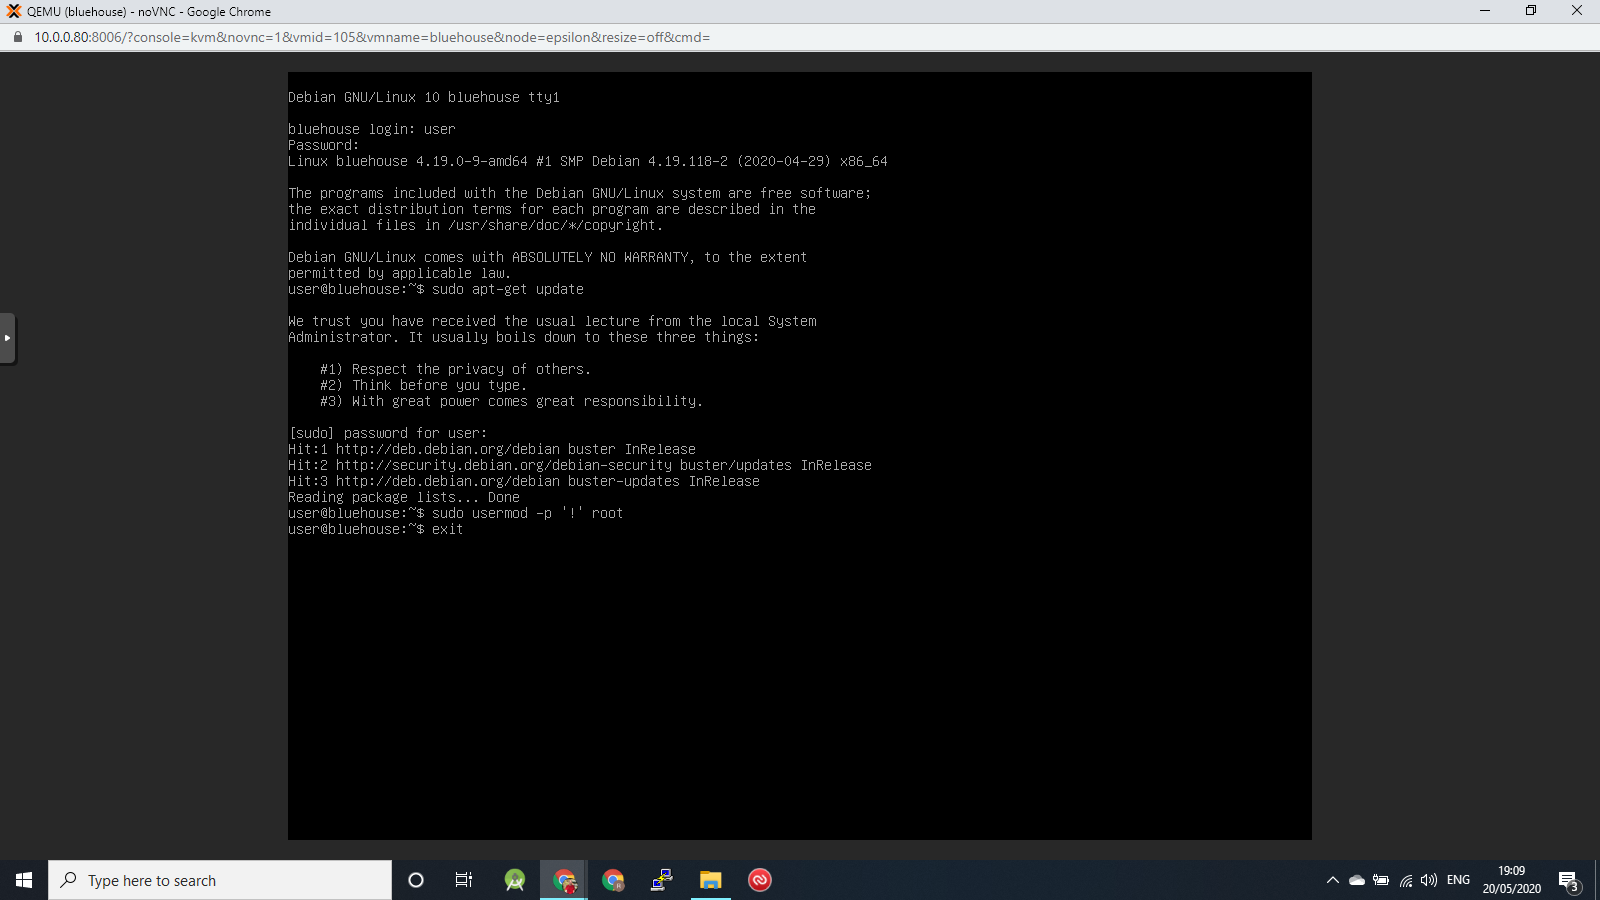 QEMU (bluehouse) - noVNC - Google Chrome
10.0.0.80:8006/?console=kvm&novnc=1&vmid=105&vmname=bluehouse&node=epsilon&resize=off&cmd=
Debian GNU/Linux 10 bluehouse tty1
bluehouse login: user
Password:
Linux bluehouse 4.19.0-9-amd64 #1 SMP Debian 4.19.118-2 (2020-04-29) x86_64
The programs included with the Debian GNU/Linux system are free software;
the exact distribution terms for each program are described in the
individual files in /usr/share/doc/*/copyright.
Debian GNU/Linux comes with ABSOLUTELY NO WARRANTY, to the extent
permitted by applicable law.
user@bluehouse:~$ sudo apt-get update
We trust you have received the usual lecture from the local System
Administrator. It usually boils down to these three things:
#1) Respect the privacy of others.
#2) Think before you type.
#3) With great power comes great responsibility.
[sudo] password for user:
Hit:1 http://deb.debian.org/debian buster InRelease
Hit:2 http://security.debian.org/debian-security buster/updates InRelease
Hit:3 http://deb.debian.org/debian buster-updates InRelease
Reading package lists... Done
user@bluehouse:~$ sudo usermod -p '!' root
user@bluehouse:~$ exit
Type here to search
ENG
19:09
20/05/2020
3